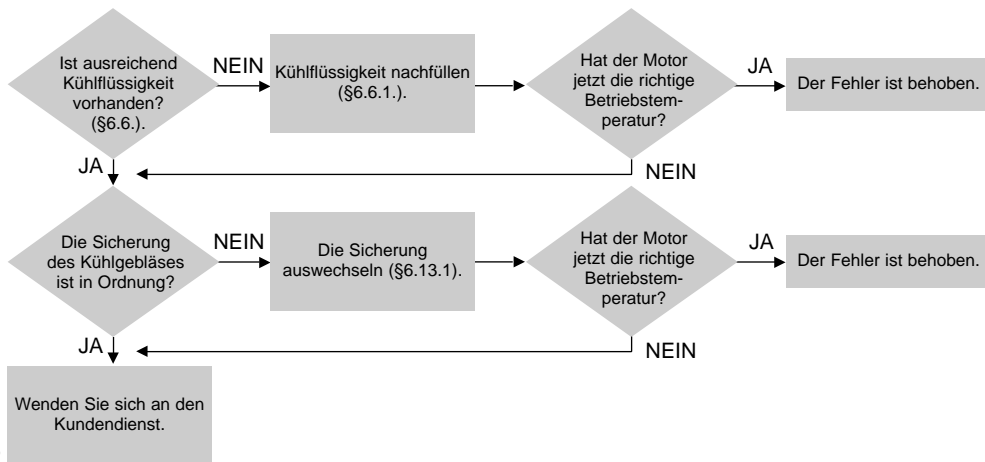 Ist ausreichend
Kühlflüssigkeit
vorhanden?
(§6.6.).
NEIN
Kühlflüssigkeit nachfüllen
(§6.6.1.).
Hat der Motor
jetzt die richtige
Betriebstem-
peratur?
JA
Der Fehler ist behoben.
JA
NEIN
Die Sicherung
des Kühlgebläses
ist in Ordnung?
NEIN
Die Sicherung
auswechseln (§6.13.1).
Hat der Motor
jetzt die richtige
Betriebstem-
peratur?
JA
Der Fehler ist behoben.
JA
NEIN
Wenden Sie sich an den
Kundendienst.